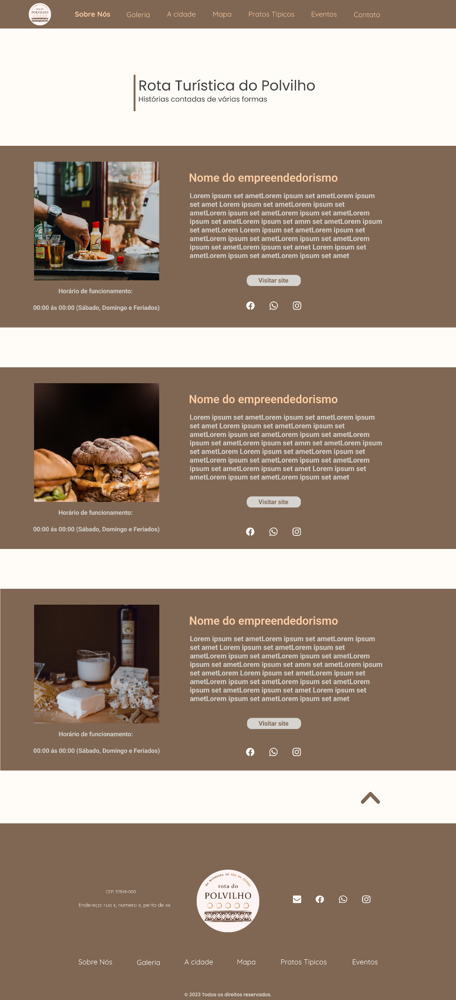 rota do
POLVILHO
Sobre Nós
Galeria
A cidade
Mapa
Pratos Típicos
Eventos
Contato
Rota Turística do Polvilho
Histórias contadas de várias formas
Nome do empreendedorismo
Lorem ipsum set ametLorem ipsum set ametLorem ipsum
set amet Lorem ipsum set ametLorem ipsum set
ametLorem ipsum set ametLorem ipsum set ametLorem
ipsum set ametLorem ipsum set amm set ametLorem ipsum
set ametLorem Lorem ipsum set ametLorem ipsum set
ametLorem ipsum set ametLorem ipsum set ametLorem
ipsum set ametLorem ipsum set amet Lorem ipsum set
ametLorem ipsum set ametLorem ipsum set amet
Horário de funcionamento:
00:00 ás 00:00 (Sábado, Domingo e Feriados)
Visitar site
Nome do empreendedorismo
Lorem ipsum set ametLorem ipsum set ametLorem ipsum
set amet Lorem ipsum set ametLorem ipsum set
ametLorem ipsum set ametLorem ipsum set ametLorem
ipsum set ametLorem ipsum set amm set ametLorem ipsum
set ametLorem Lorem ipsum set ametLorem ipsum set
ametLorem ipsum set ametLorem ipsum set ametLorem
ipsum set ametLorem ipsum set amet Lorem ipsum set
ametLorem ipsum set ametLorem ipsum set amet
Horário de funcionamento:
00:00 ás 00:00 (Sábado, Domingo e Feriados)
Visitar site
Nome do empreendedorismo
Lorem ipsum set ametLorem ipsum set ametLorem ipsum
set amet Lorem ipsum set ametLorem ipsum set
ametLorem ipsum set ametLorem ipsum set ametLorem
ipsum set ametLorem ipsum set amm set ametLorem ipsum
set ametLorem Lorem ipsum set ametLorem ipsum set
ametLorem ipsum set ametLorem ipsum set ametLorem
ipsum set ametLorem ipsum set amet Lorem ipsum set
ametLorem ipsum set ametLorem ipsum set amet
Horário de funcionamento:
00:00 ás 00:00 (Sábado, Domingo e Feriados)
Visitar site
CEP: 37548-000
Endereço: rua x, numero x, perto de xx
DA MANDIOCA AO PÃO DE QUEIJO
rota do
POLVILHO
Sobre Nós
Galeria
A cidade
Mapa
Pratos Típicos
Eventos
© 2023 Todos os direitos reservados.